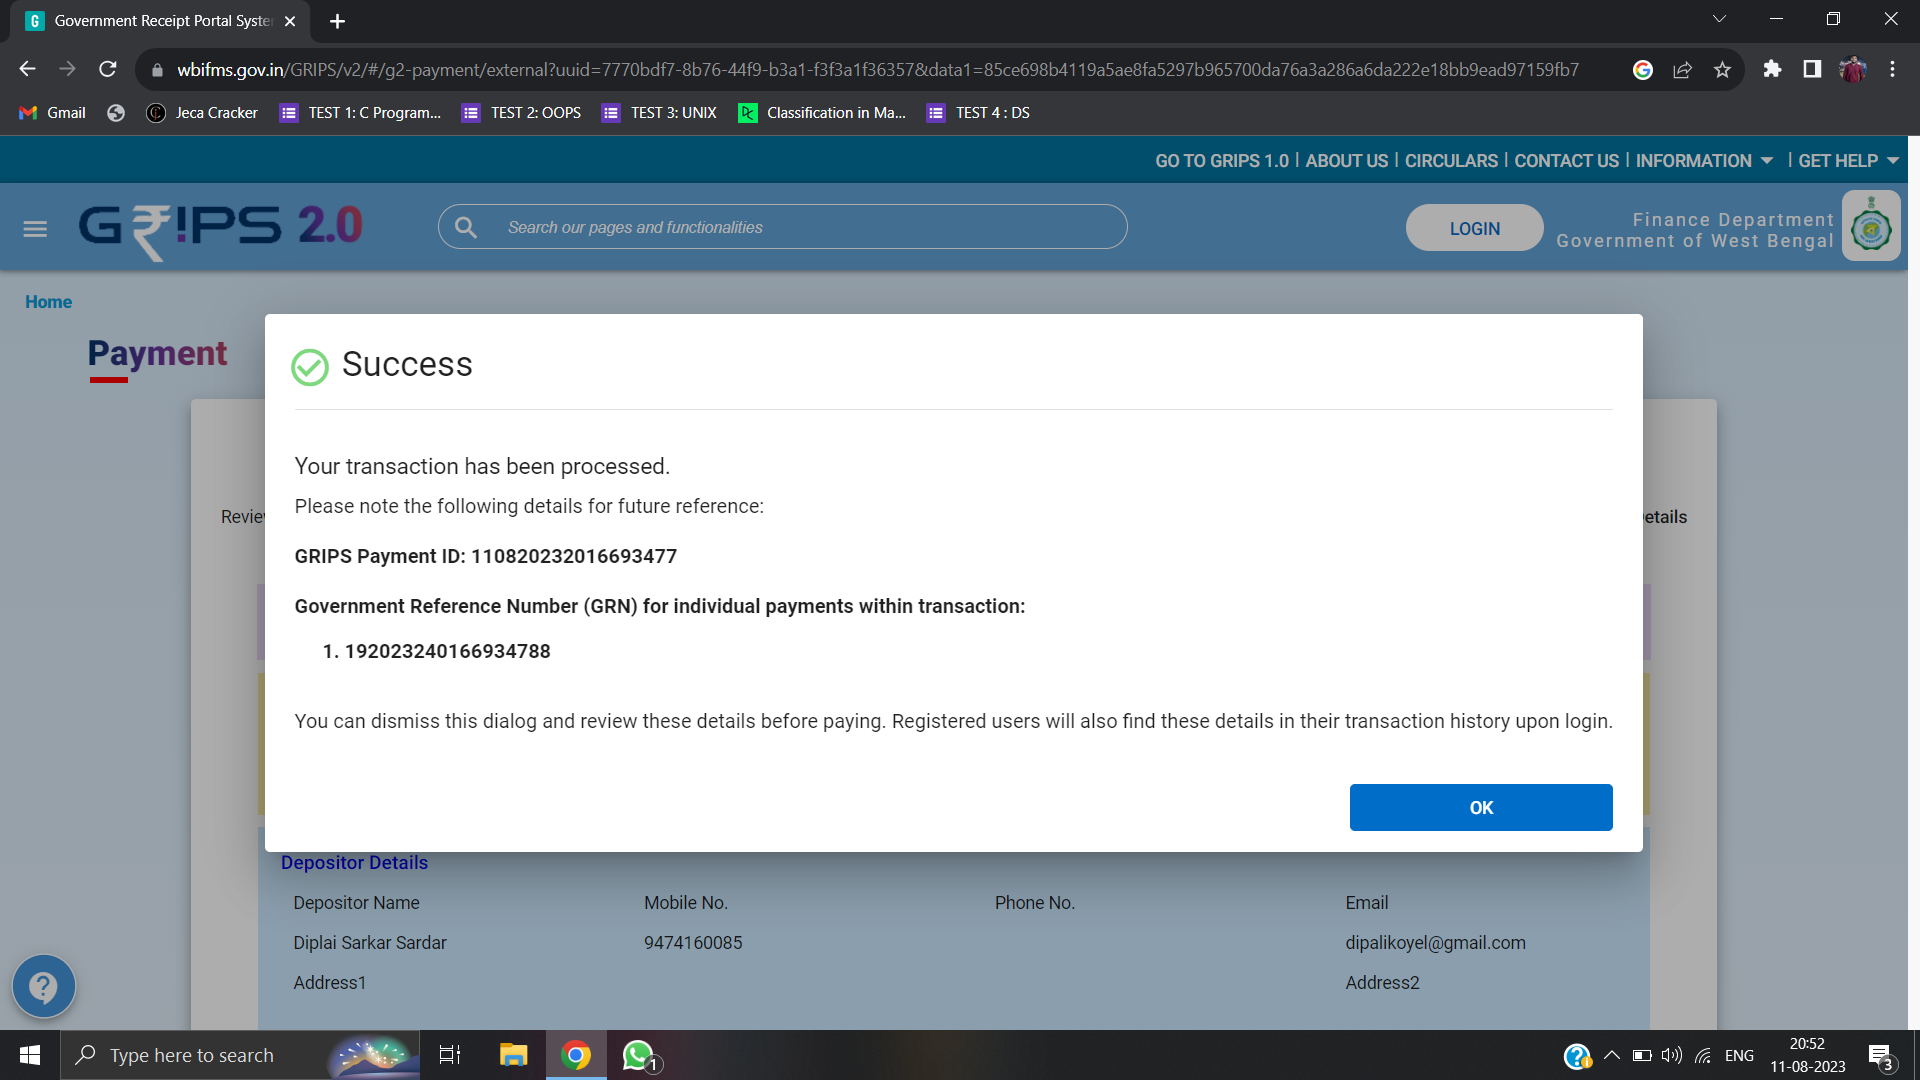 Government Receipt Portal Syste
wbifms.gov.in/GRIPS/v2/#/g2-payment/external?uuid=7770bdf7-8b76-44f9-b3a1-f3f3a1f36357&data1=85ce698b4119a5ae8fa5297b965700da76a3a286a6da222e18bb9ead97159fb7
Gmail Jeca Cracker TEST 1: C Program... TEST 2: OOPS TEST 3: UNIX Classification in Ma... TEST 4 : DS
GO TO GRIPS 1.0 | ABOUT US | CIRCULARS | CONTACT US | INFORMATION | GET HELP
G₹!PS 2.0
Search our pages and functionalities
LOGIN
Finance Department
Government of West Bengal
Home
Payment
Success
Your transaction has been processed.
Please note the following details for future reference:
Revie
etails
GRIPS Payment ID: 110820232016693477
Government Reference Number (GRN) for individual payments within transaction:
1. 192023240166934788
You can dismiss this dialog and review these details before paying. Registered users will also find these details in their transaction history upon login.
OK
Depositor Details
Depositor Name Mobile No. Phone No. Email
Diplai Sarkar Sardar 9474160085 dipalikoyel@gmail.com
Address1 Address2
Type here to search
1
ENG
20:52
11-08-2023
3